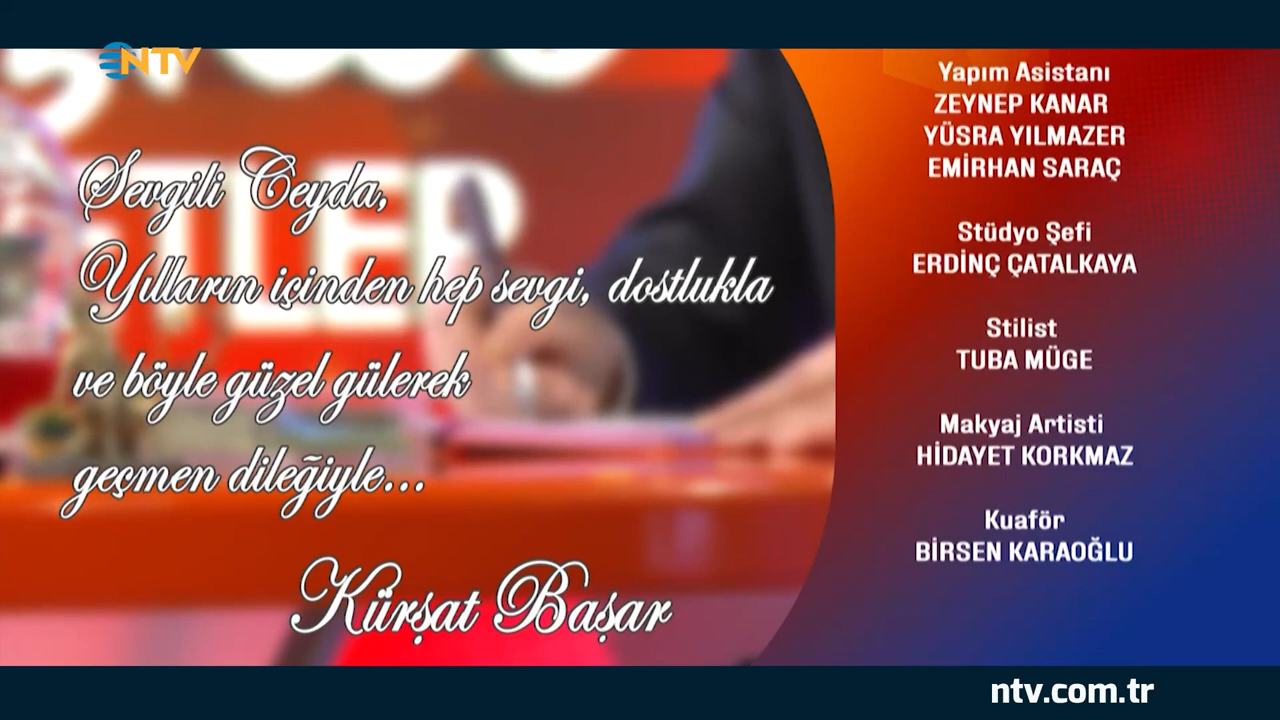 NTV
Sevgili Ceyda,
Yılların içinden hep sevgi, dostlukla
ve böyle güzel gülerek
geçmen dileğiyle...
Kürşat Başar
Yapım Asistanı
ZEYNEP KANAR
YÜSRA YILMAZER
EMİRHAN SARAÇ
Stüdyo Şefi
ERDİNÇ ÇATALKAYA
Stilist
TUBA MÜGE
Makyaj Artisti
HİDAYET KORKMAZ
Kuaför
BİRSEN KARAOĞLU
ntv.com.tr